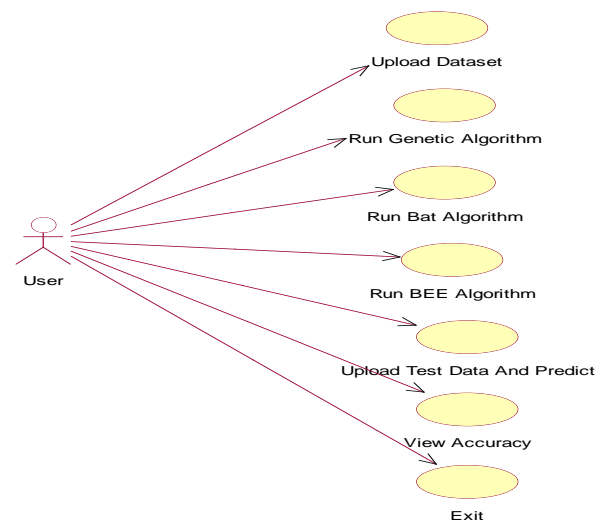 Upload Dataset
Run Genetic Algorithm
Run Bat Algorithm
User
Run BEE Algorithm
Upload Test Data And Predict
View Accuracy
Exit